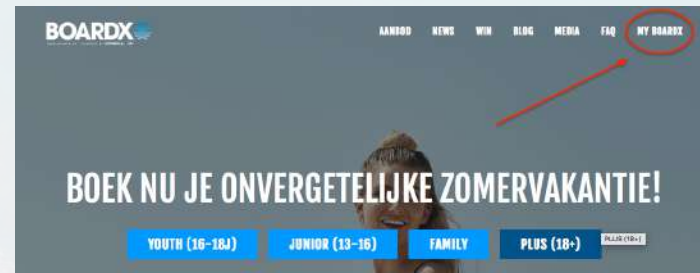 BOARDX
AANBOD NEWS WIN BLOG MEDIA FAQ MY BOARDX
BOEK NU JE ONVERGETELIJKE ZOMERVAKANTIE!
YOUTH (16-18J) JUNIOR (13-16) FAMILY PLUS (18+)
PLUS (18+)